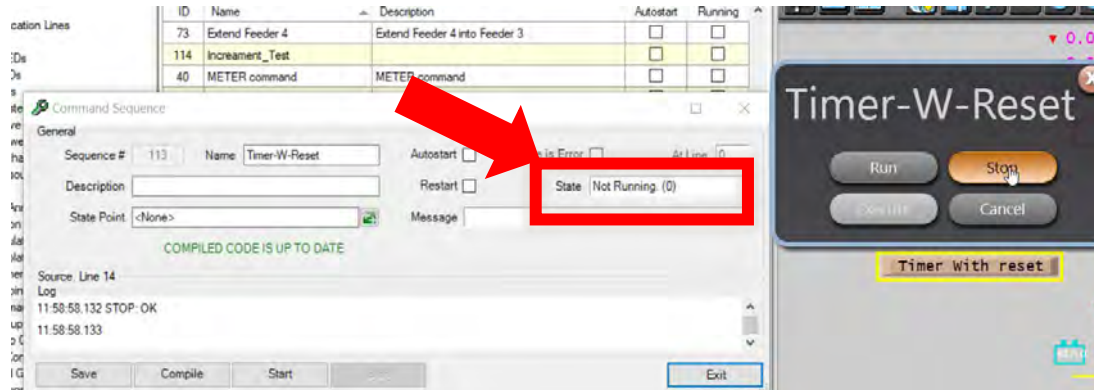 ID Name Description Autostart Running
cation Lines
73 Extend Feeder 4 Extend Feeder 4 into Feeder 3
114 Increament_Test
40 METER command METER command
Command Sequence
General
Sequence # 113 Name Timer-W-Reset Autostart is Error At Line 0
Description Restart State Not Running. (0)
State Point <None> Message
COMPILED CODE IS UP TO DATE
Source: Line 14
Log
11:58:58.132 STOP: OK
11:58:58.133
Save Compile Start Exit
0.0
Timer-W-Reset
Run Stop
Execute Cancel
Timer With reset